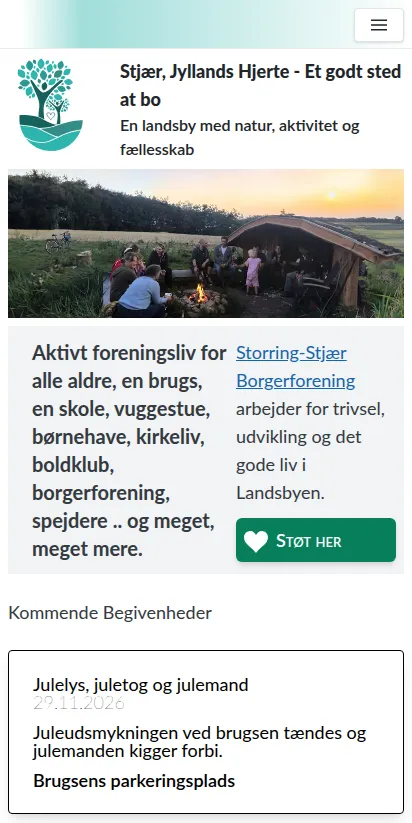 Stjær, Jyllands Hjerte - Et godt sted
at bo
En landsby med natur, aktivitet og
fællesskab
Aktivt foreningsliv for
alle aldre, en brugs,
en skole, vuggestue,
børnehave, kirkeliv,
boldklub,
borgerforening,
spejdere .. og meget,
meget mere.
Storring-Stjær
Borgerforening
arbejder for trivsel,
udvikling og det
gode liv i
Landsbyen.
Støt her
Kommende Begivenheder
Julelys, juletog og julemand
29.11.2026
Juleudsmykningen ved brugsen tændes og
julemanden kigger forbi.
Brugsens parkeringsplads